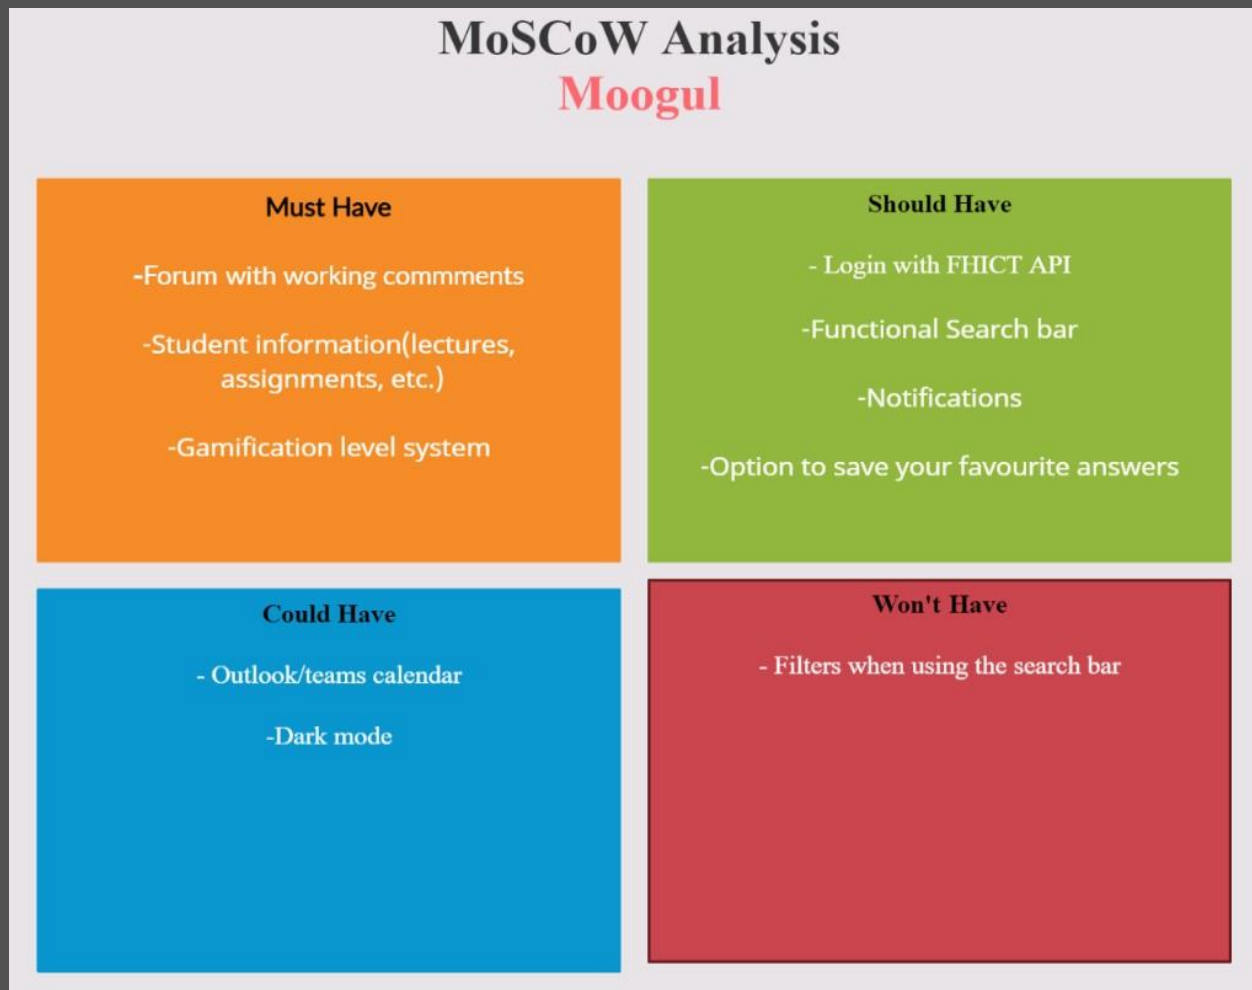 MoSCoW Analysis
Moogul
Must Have
-Forum with working commments
-Student information(lectures,
assignments, etc.)
-Gamification level system
Should Have
- Login with FHICT API
-Functional Search bar
-Notifications
-Option to save your favourite answers
Could Have
- Outlook/teams calendar
-Dark mode
Won't Have
- Filters when using the search bar